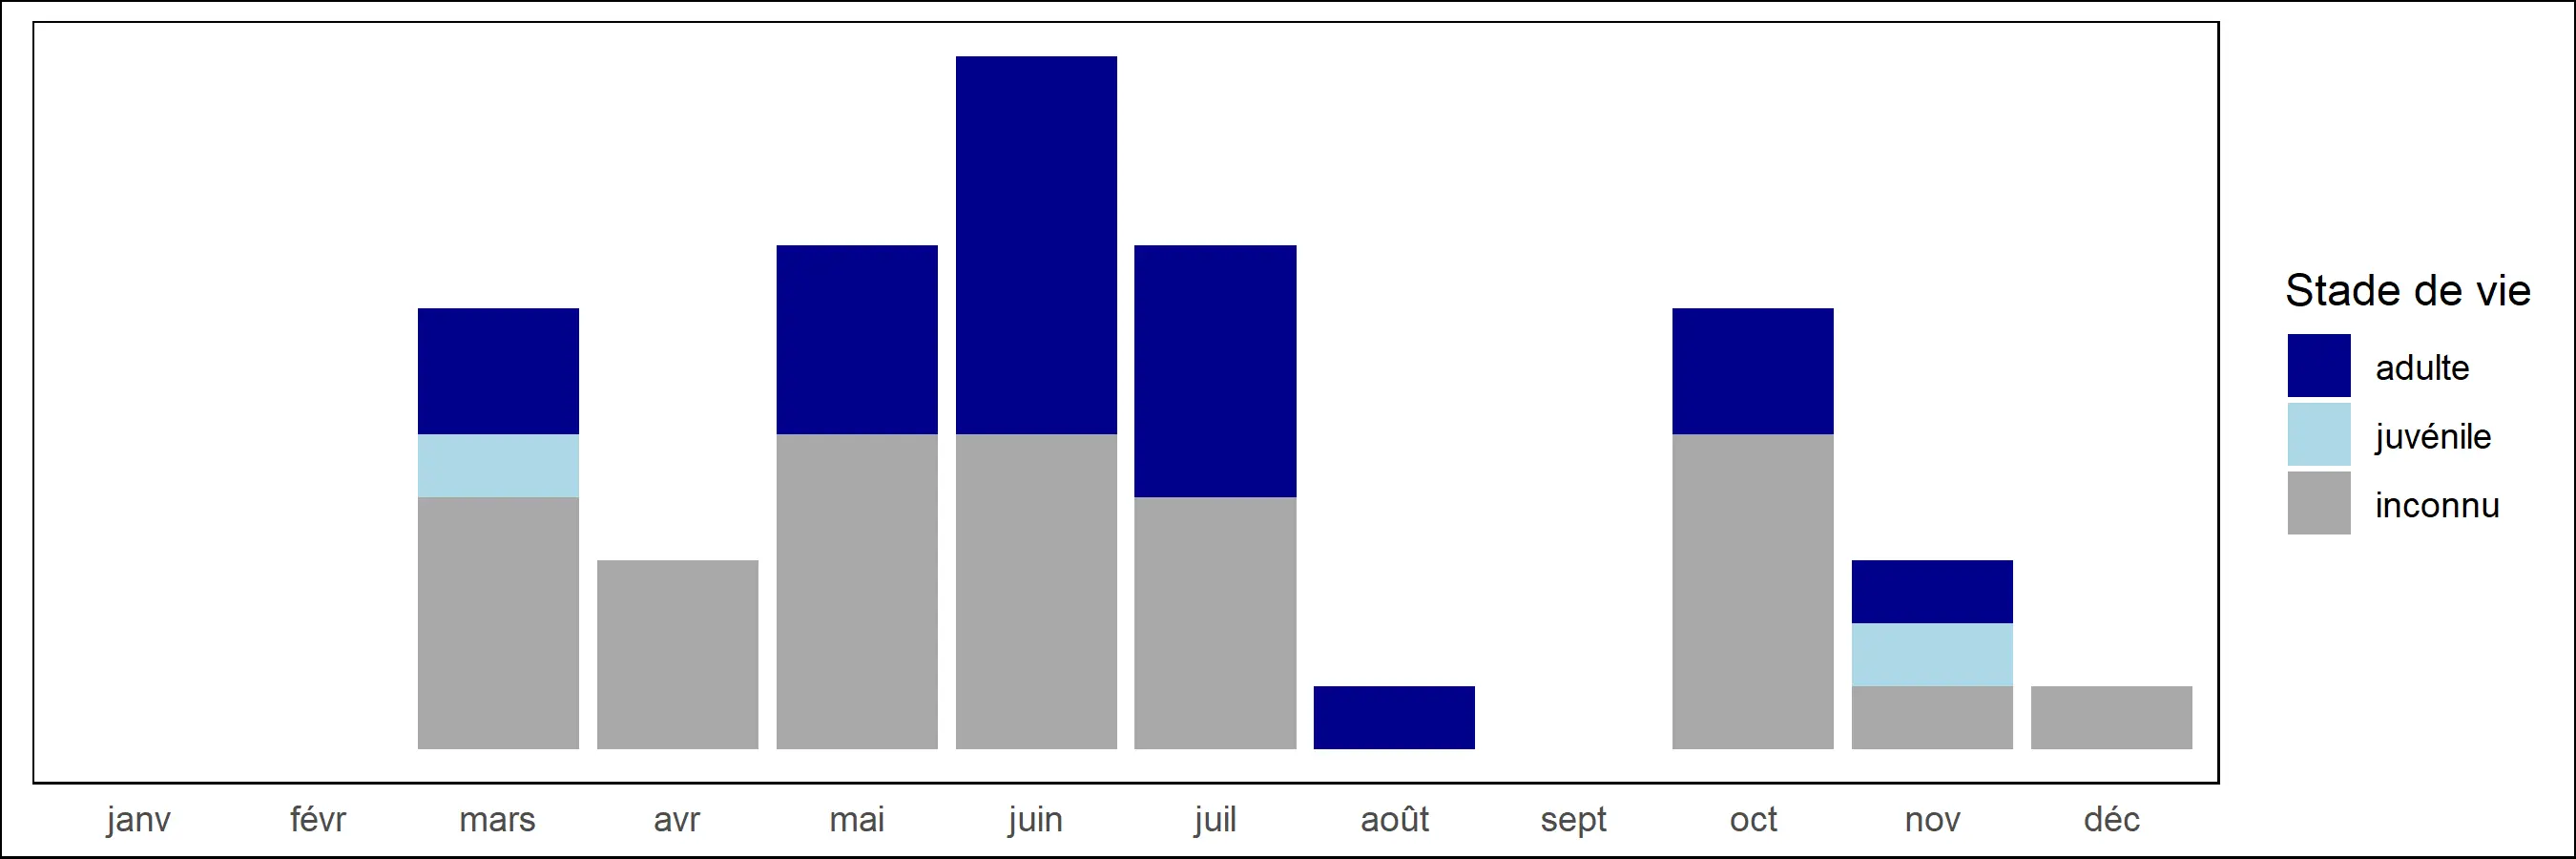 Stade de vie
adulte
juvénile
inconnu
janv févr mars avr mai juin juil août sept oct nov déc